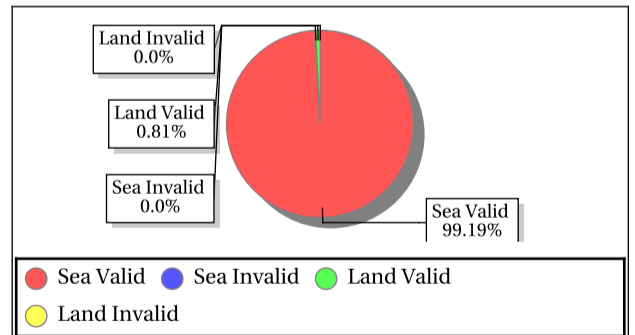 Land Invalid
0.0%
Land Valid
0.81%
Sea Invalid
0.0%
Sea Valid
99.19%
Sea Valid Sea Invalid Land Valid
Land Invalid